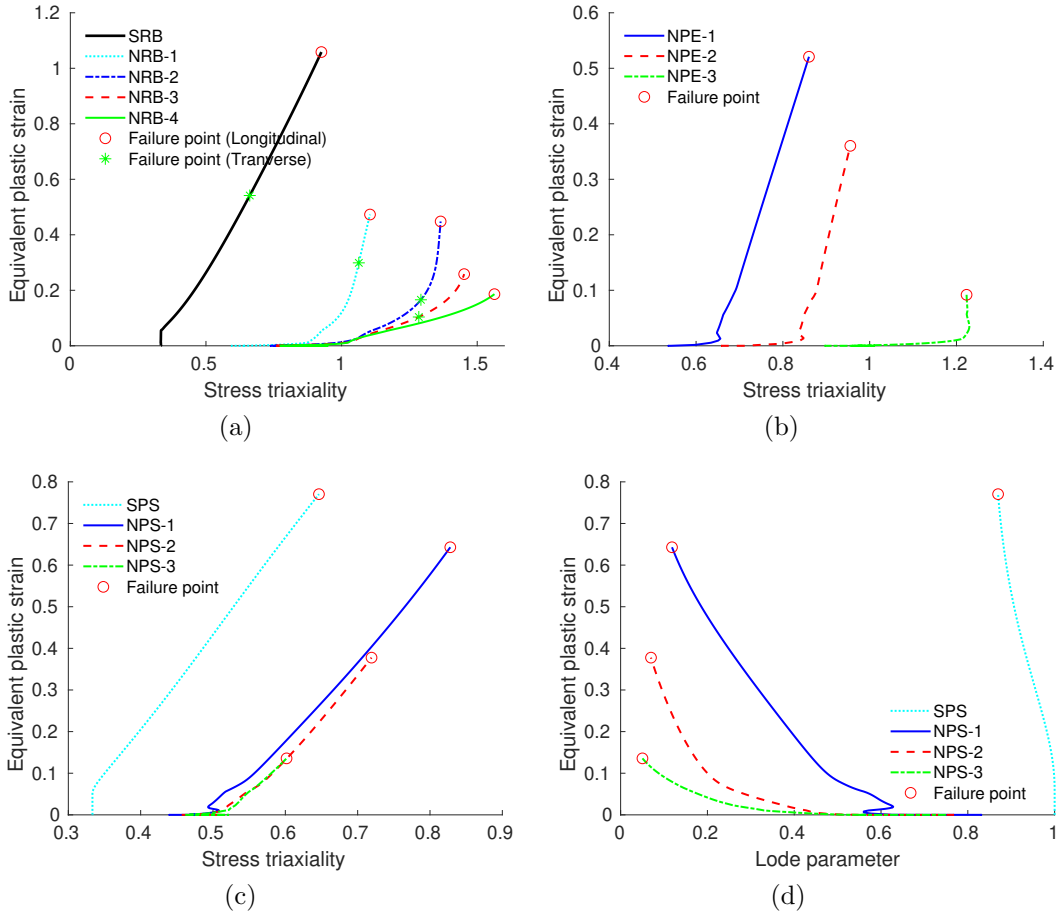 1.2
1
0.8
0.6
0.4
0.2
0
Equivalent plastic strain
SRB
NRB-1
NRB-2
NRB-3
NRB-4
Failure point (Longitudinal)
Failure point (Tranverse)
0 0.5 1 1.5
Stress triaxiality
(a)
0.6
0.5
0.4
0.3
0.2
0.1
0
Equivalent plastic strain
NPE-1
NPE-2
NPE-3
Failure point
0.4 0.6 0.8 1 1.2 1.4
Stress triaxiality
(b)
0.8
0.7
0.6
0.5
0.4
0.3
0.2
0.1
0
Equivalent plastic strain
SPS
NPS-1
NPS-2
NPS-3
Failure point
0.3 0.4 0.5 0.6 0.7 0.8 0.9
Stress triaxiality
(c)
0.8
0.7
0.6
0.5
0.4
0.3
0.2
0.1
0
Equivalent plastic strain
SPS
NPS-1
NPS-2
NPS-3
Failure point
0 0.2 0.4 0.6 0.8 1
Lode parameter
(d)